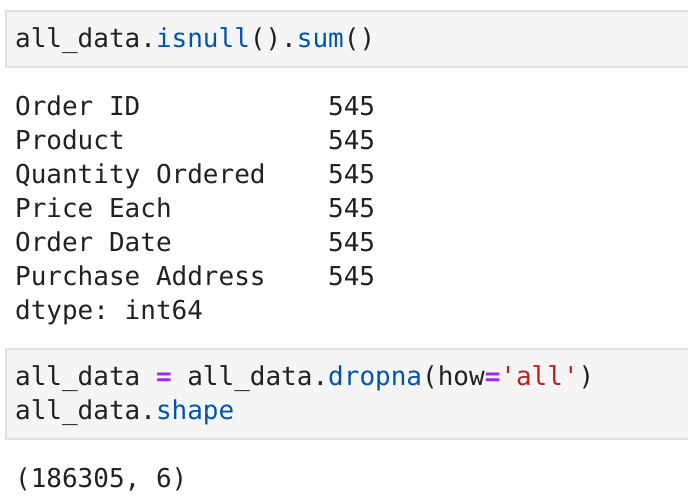 all_data.isnull().sum()
Order ID            545
Product             545
Quantity Ordered    545
Price Each          545
Order Date          545
Purchase Address    545
dtype: int64
all_data = all_data.dropna(how='all')
all_data.shape
(186305, 6)